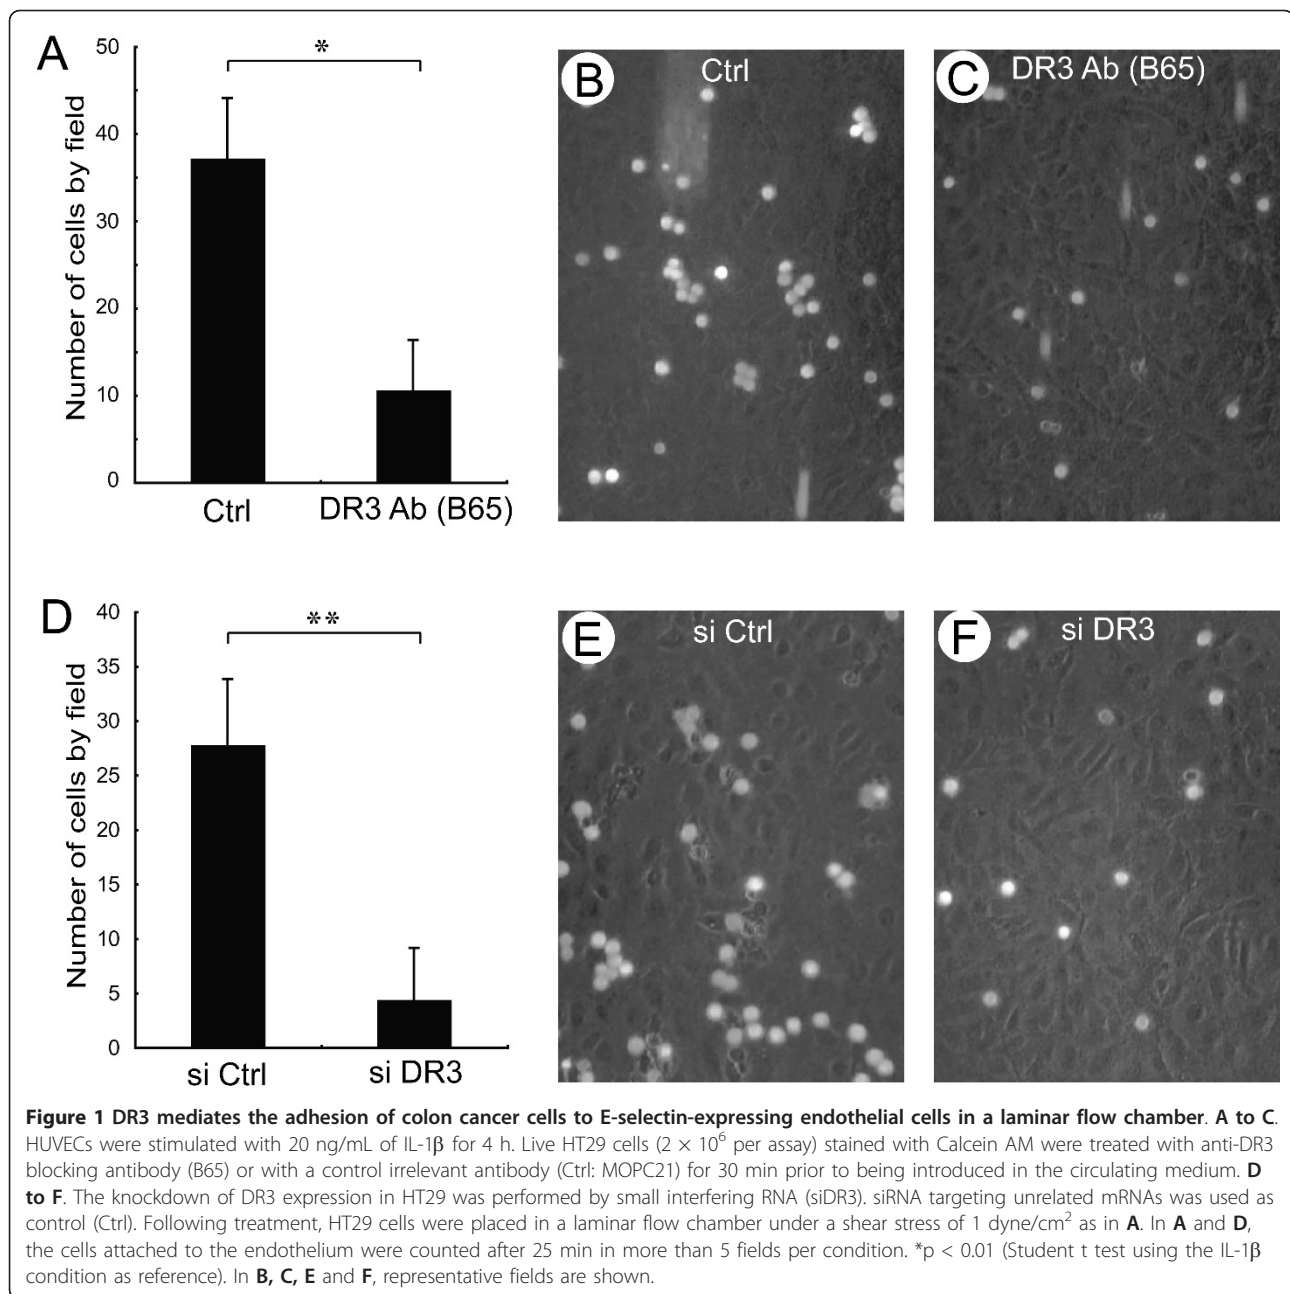 A
50
40
30
20
10
0
Number of cells by field
*
Ctrl
DR3 Ab (B65)
B
Ctrl
C
DR3 Ab (B65)
D
40
35
30
25
20
15
10
5
0
Number of cells by field
**
si Ctrl
si DR3
E
si Ctrl
F
si DR3
Figure 1 DR3 mediates the adhesion of colon cancer cells to E-selectin-expressing endothelial cells in a laminar flow chamber. A to C.
HUVECs were stimulated with 20 ng/mL of IL-1β for 4 h. Live HT29 cells (2 × 10⁶ per assay) stained with Calcein AM were treated with anti-DR3
blocking antibody (B65) or with a control irrelevant antibody (Ctrl: MOPC21) for 30 min prior to being introduced in the circulating medium. D
to F. The knockdown of DR3 expression in HT29 was performed by small interfering RNA (siDR3). siRNA targeting unrelated mRNAs was used as
control (Ctrl). Following treatment, HT29 cells were placed in a laminar flow chamber under a shear stress of 1 dyne/cm² as in A. In A and D,
the cells attached to the endothelium were counted after 25 min in more than 5 fields per condition. *p < 0.01 (Student t test using the IL-1β
condition as reference). In B, C, E and F, representative fields are shown.